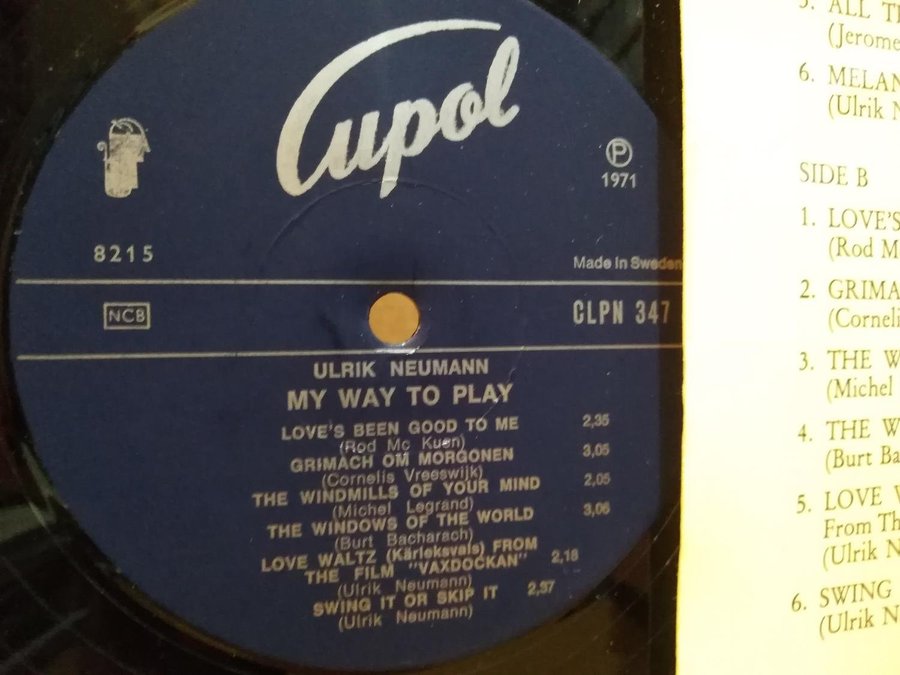 Cupol
℗
1971
8215
Made in Sweden
NCB
CLPN 347
ULRIK NEUMANN
MY WAY TO PLAY
LOVE'S BEEN GOOD TO ME 2,35
(Rod Mc Kuen)
GRIMACH OM MORGONEN 3,05
(Cornelis Vreeswijk)
THE WINDMILLS OF YOUR MIND 2,05
(Michel Legrand)
THE WINDOWS OF THE WORLD 3,06
(Burt Bacharach)
LOVE WALTZ (Kärleksvals) FROM
THE FILM "VAXDOCKAN" 2,18
(Ulrik Neumann)
SWING IT OR SKIP IT 2,37
(Ulrik Neumann)
5. ALL
(Jerome
6. MELAN
(Ulrik N
SIDE B
1. LOVE'S
(Rod M
2. GRIMA
(Corneli
3. THE W
(Michel
4. THE W
(Burt Ba
5. LOVE
From Th
(Ulrik N
6. SWING
(Ulrik N